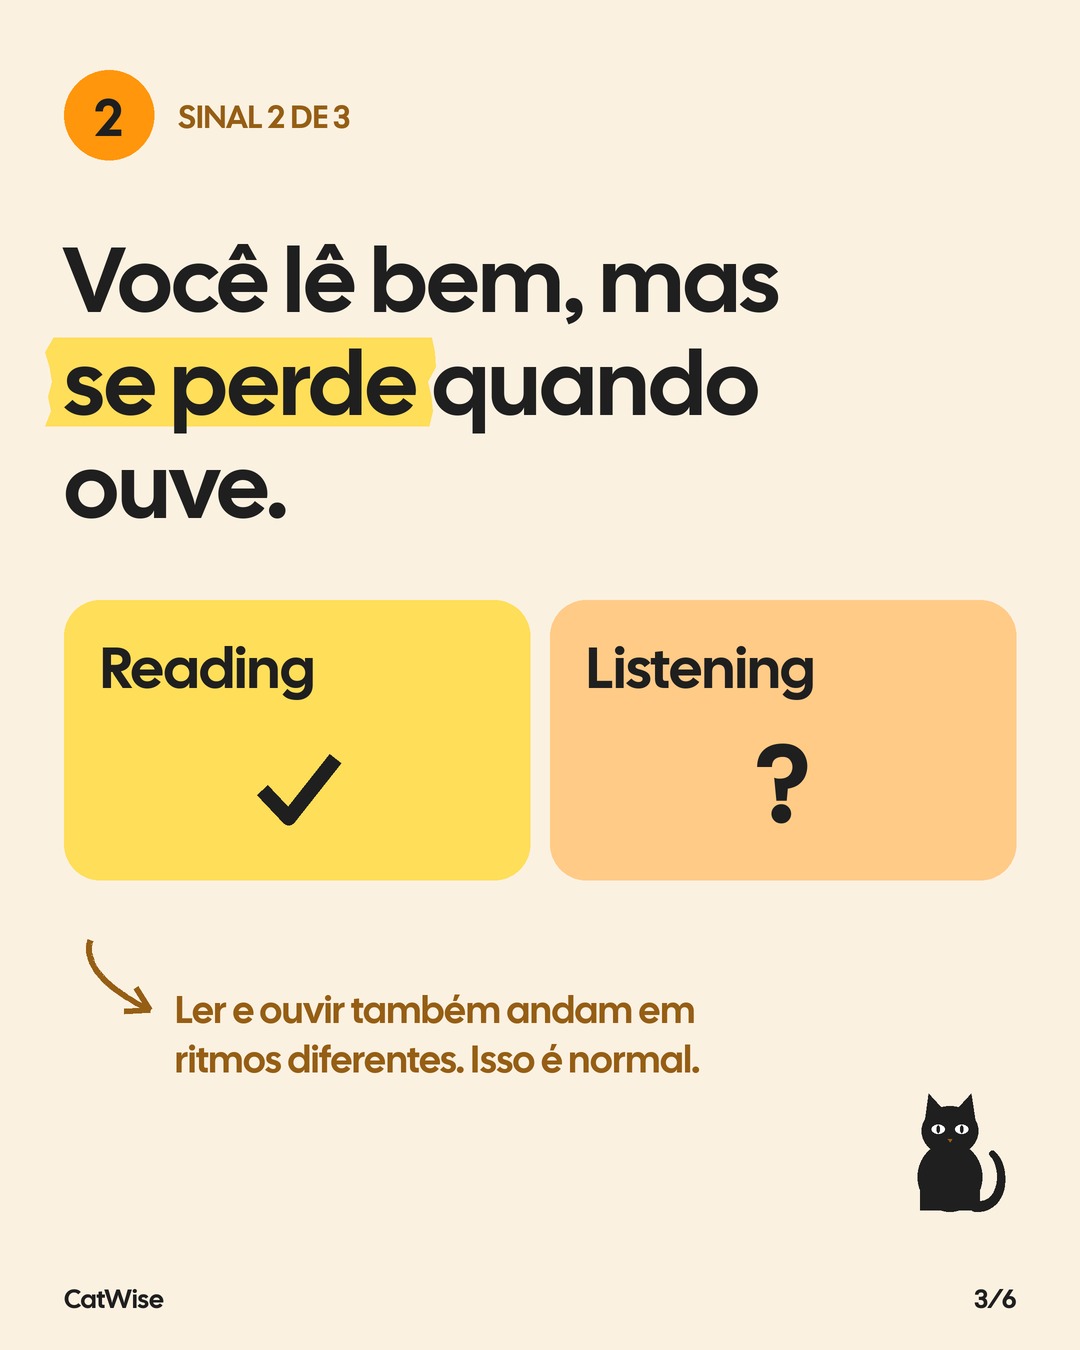 2
SINAL 2 DE 3
Você lê bem, mas
se perde quando
ouve.
Reading
Listening
?
Ler e ouvir também andam em
ritmos diferentes. Isso é normal.
CatWise
3/6